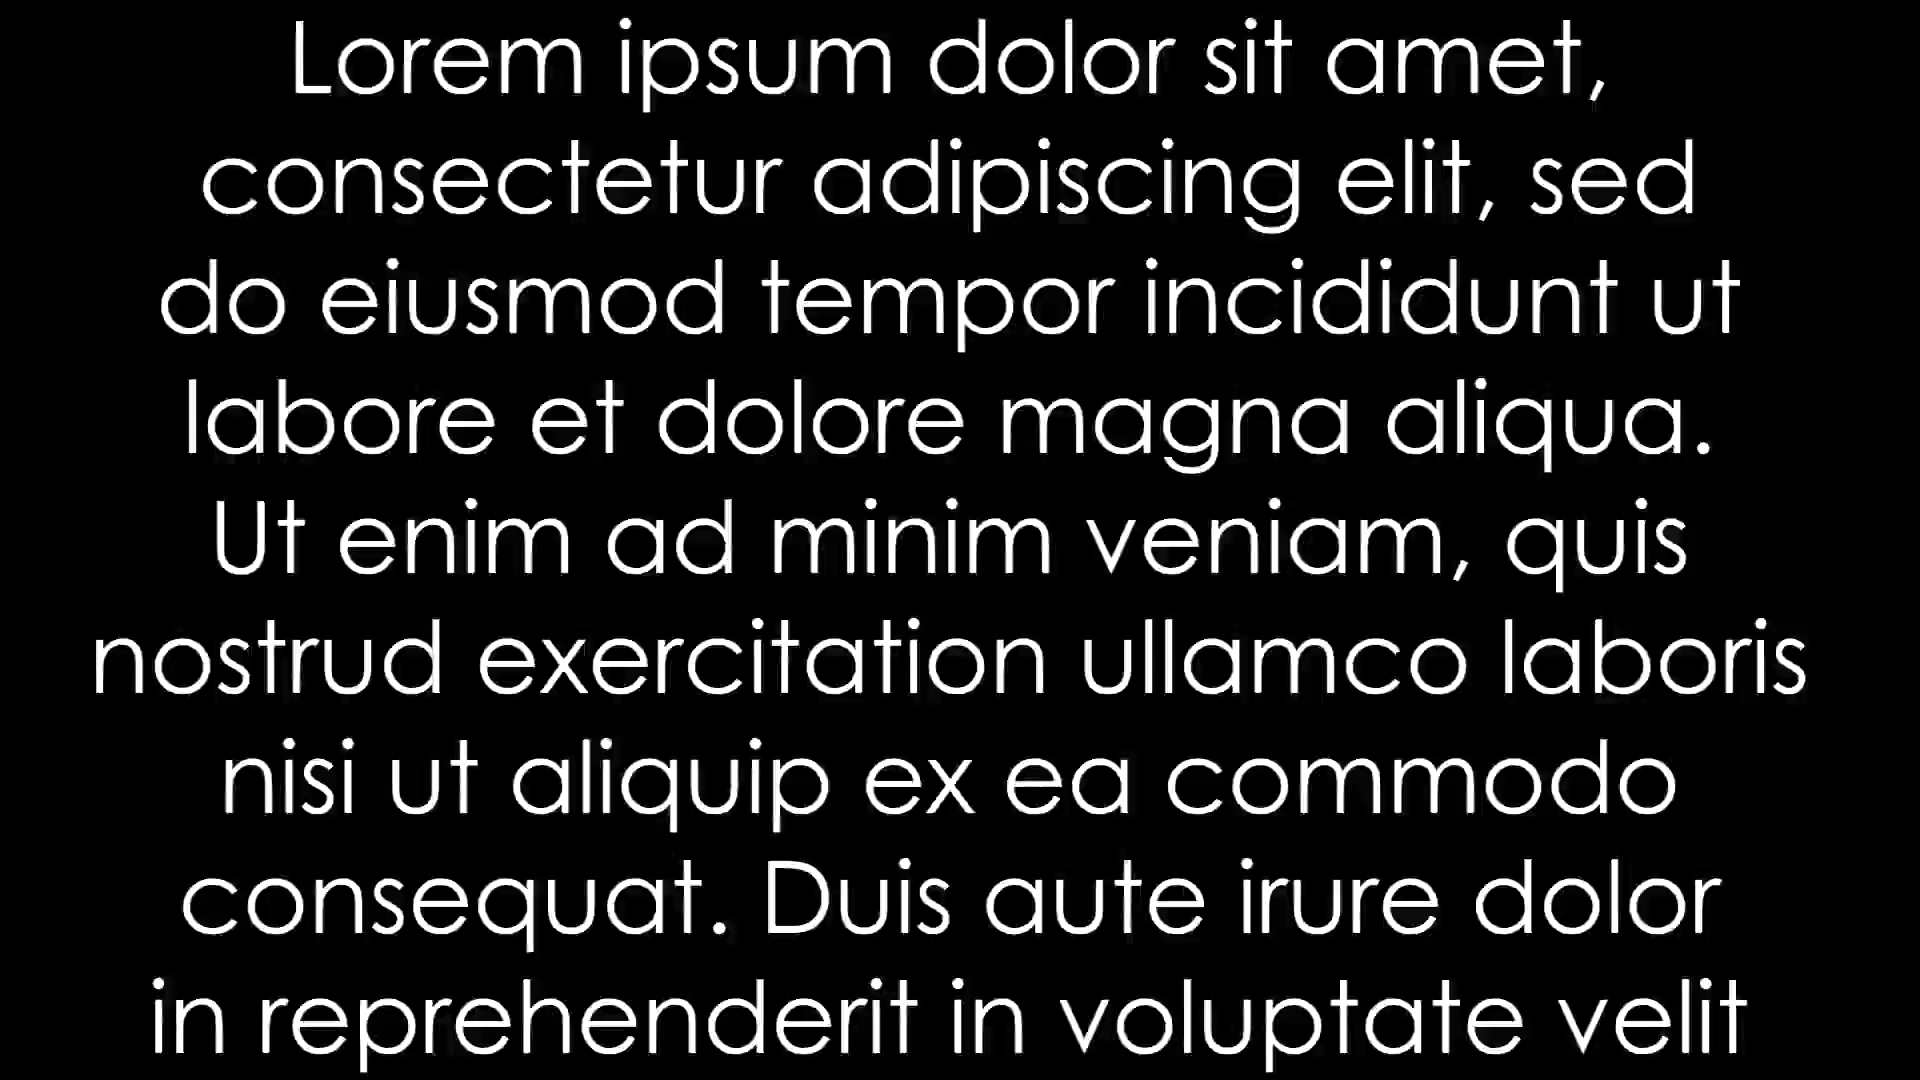 Lorem ipsum dolor sit amet,
consectetur adipiscing elit, sed
do eiusmod tempor incididunt ut
labore et dolore magna aliqua.
Ut enim ad minim veniam, quis
nostrud exercitation ullamco laboris
nisi ut aliquip ex ea commodo
consequat. Duis aute irure dolor
in reprehenderit in voluptate velit